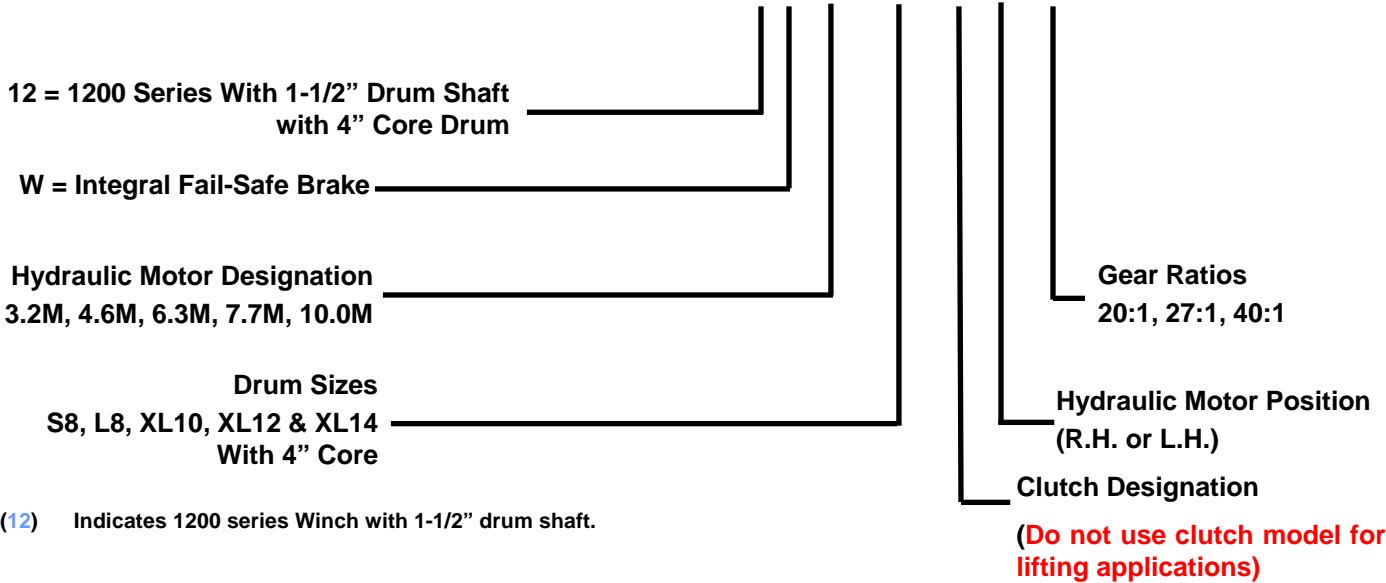 12 = 1200 Series With 1-1/2” Drum Shaft
with 4” Core Drum
W = Integral Fail-Safe Brake
Hydraulic Motor Designation
3.2M, 4.6M, 6.3M, 7.7M, 10.0M
Drum Sizes
S8, L8, XL10, XL12 & XL14
With 4” Core
Gear Ratios
20:1, 27:1, 40:1
Hydraulic Motor Position
(R.H. or L.H.)
Clutch Designation
(Do not use clutch model for
lifting applications)
(12) Indicates 1200 series Winch with 1-1/2” drum shaft.